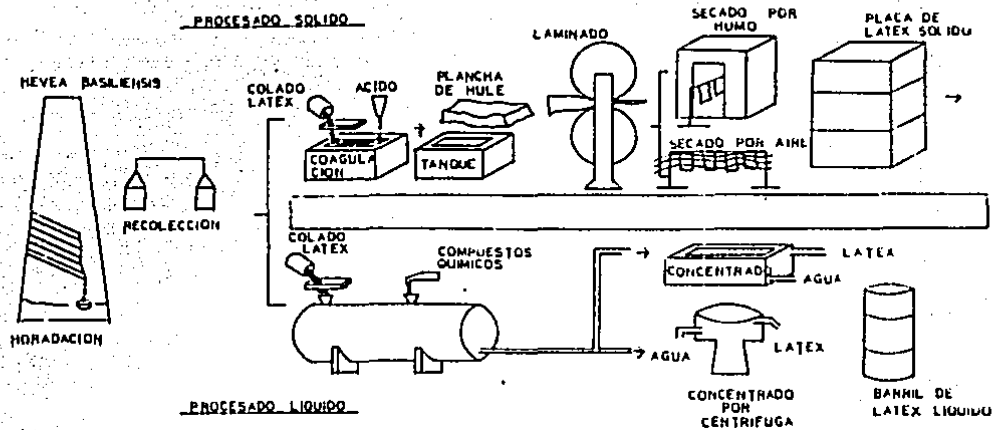 PROCESADO SOLIDO
HEVEA BASILIENSIS
HORADACION
RECOLECCION
COLADO
LATEX
ACIDO
COAGULA
CION
PLANCHA
DE HULE
TANQUE
LAMINADO
SECADO POR
HUMO
SECADO POR AIRE
PLACA DE
LATEX SOLIDO
COLADO
LATEX
COMPUESTOS
QUIMICOS
CONCENTRADO
LATEX
AGUA
AGUA
LATEX
CONCENTRADO
POR
CENTRIFUGA
BARRIL DE
LATEX LIQUIDO
PROCESADO LIQUIDO